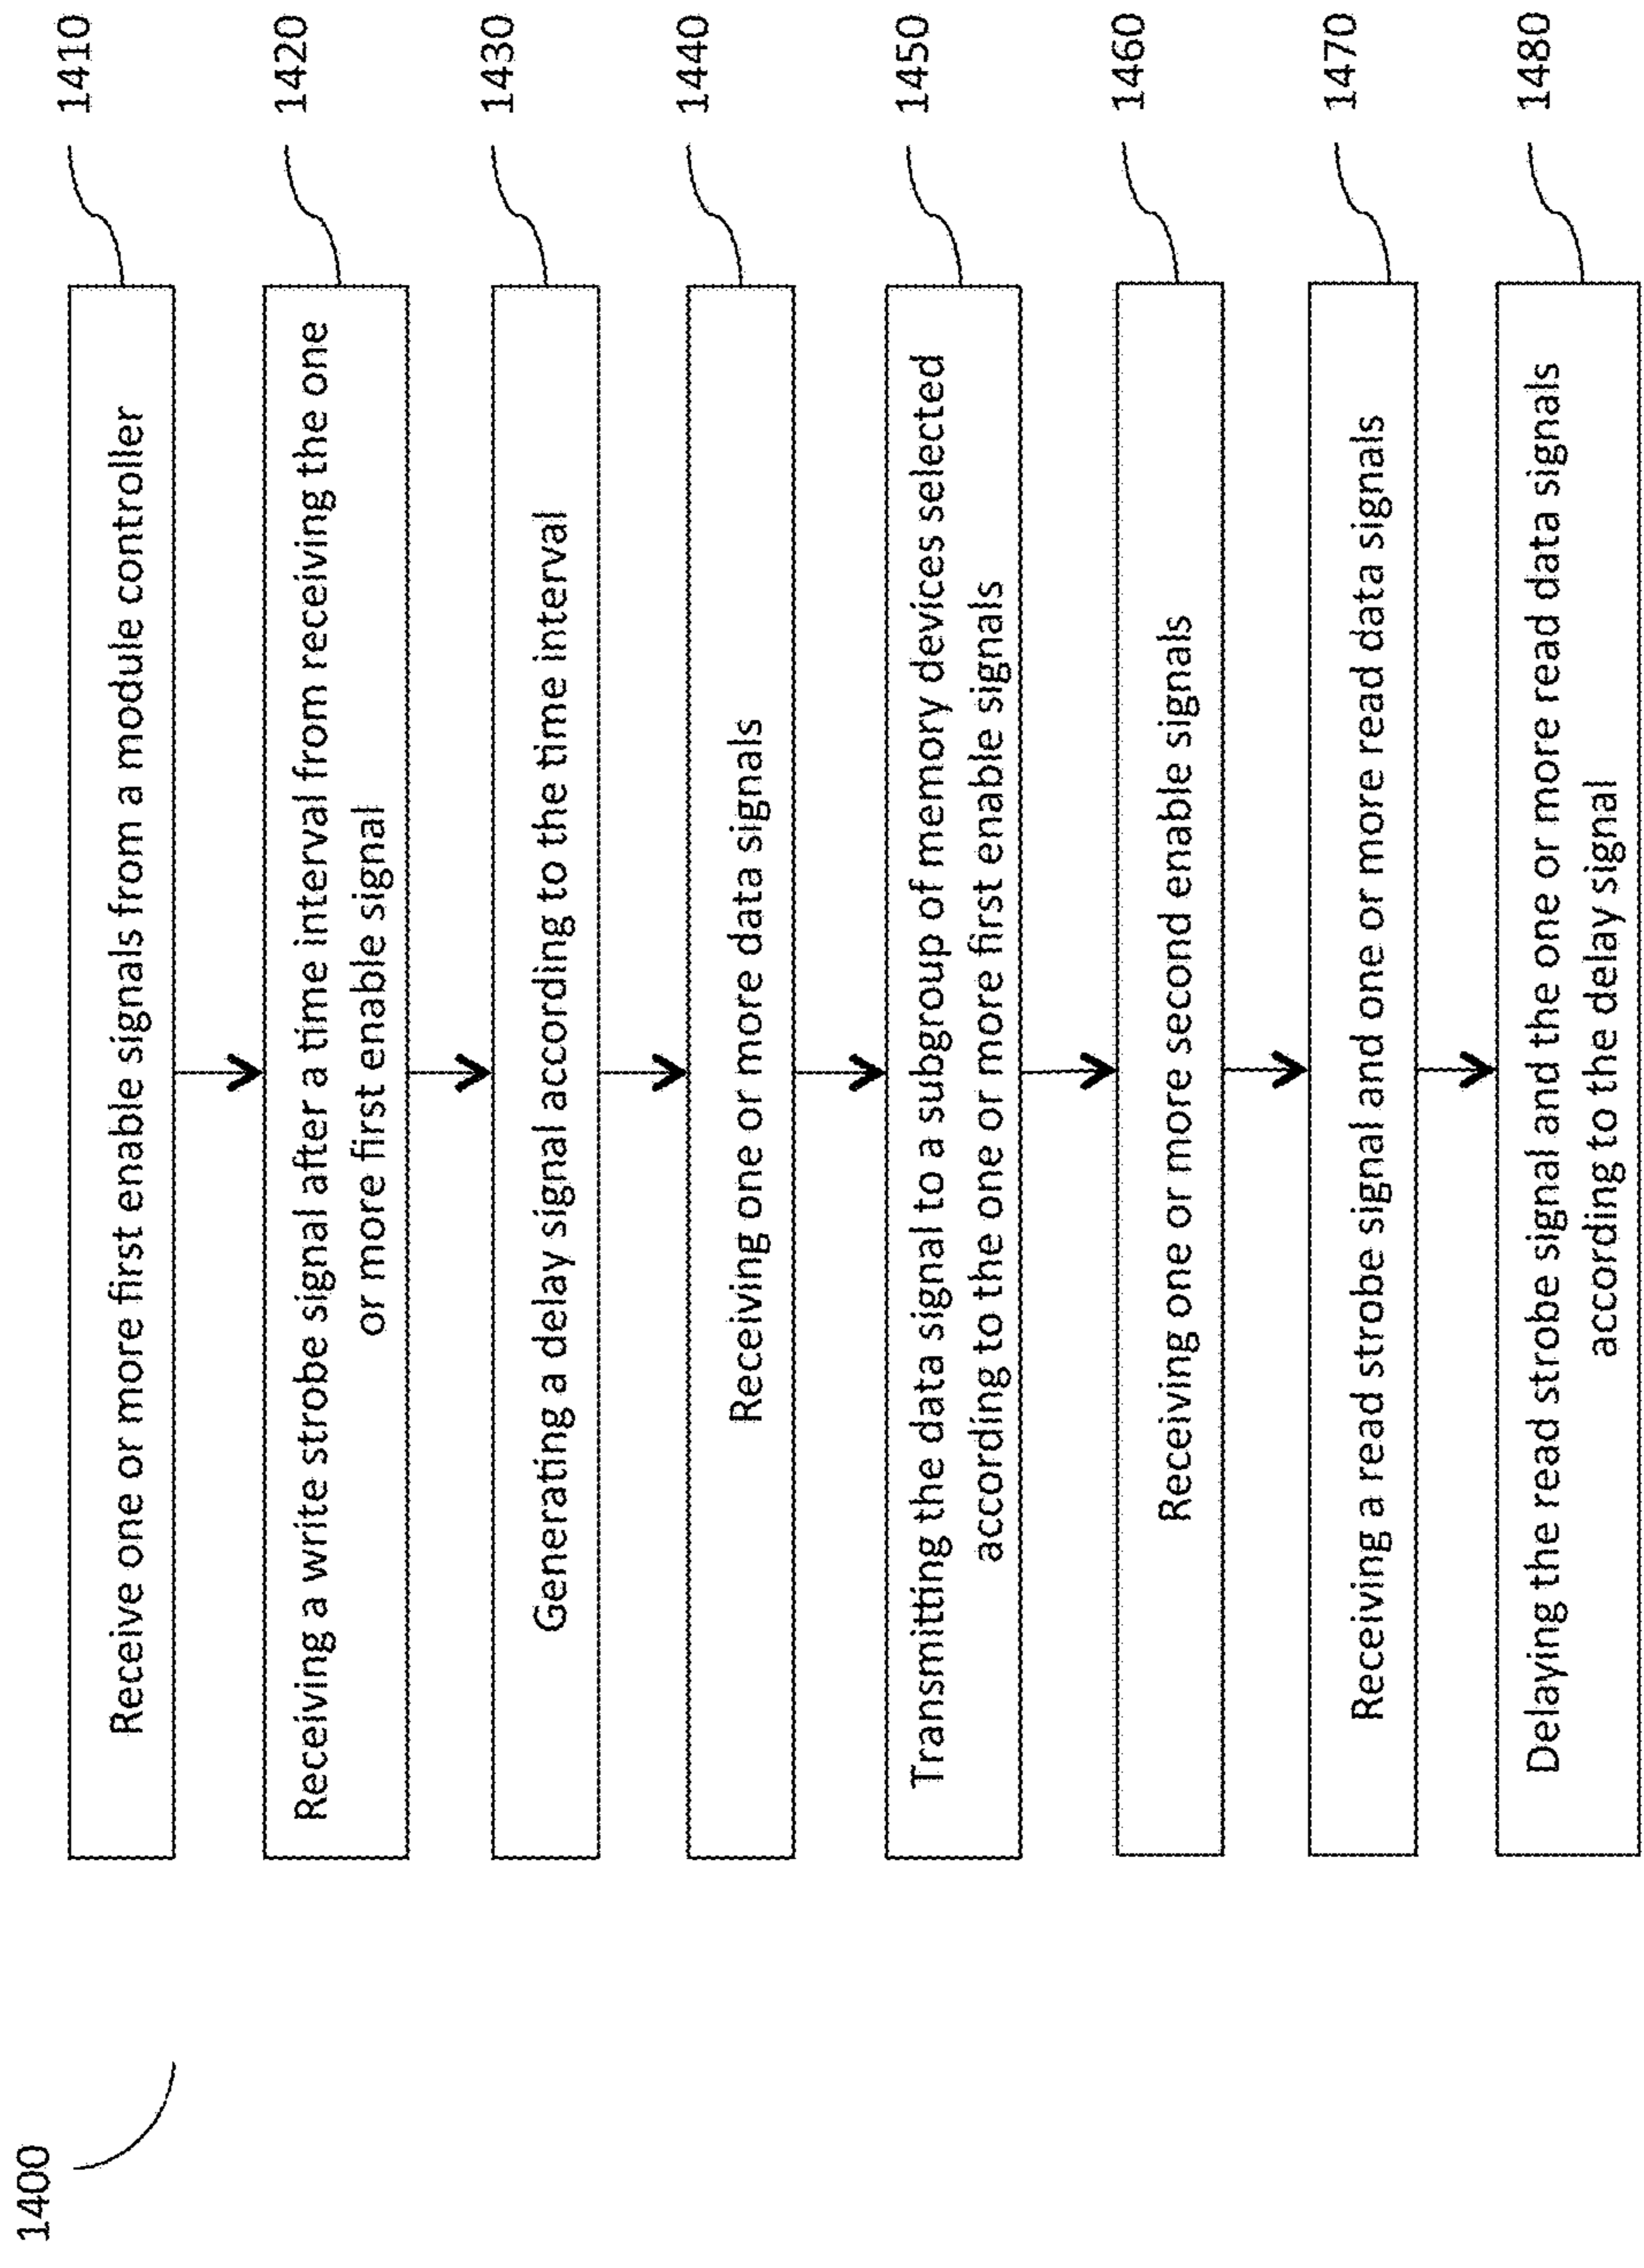 1400
Receive one or more first enable signals from a module controller
1410
Receiving a write strobe signal after a time interval from receiving the one
or more first enable signal
1420
Generating a delay signal according to the time interval
1430
Receiving one or more data signals
1440
Transmitting the data signal to a subgroup of memory devices selected
according to the one or more first enable signals
1450
Receiving one or more second enable signals
1460
Receiving a read strobe signal and one or more read data signals
1470
Delaying the read strobe signal and the one or more read data signals
according to the delay signal
1480